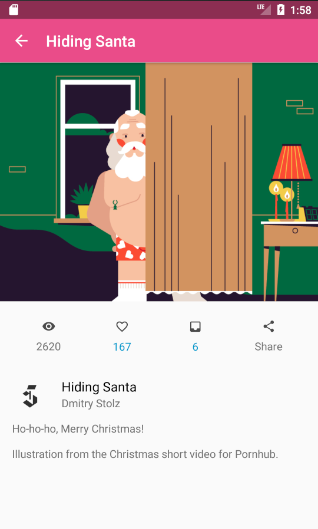 LTE 1:58
Hiding Santa
2620
167
6
Share
Hiding Santa
Dmitry Stolz
Ho-ho-ho, Merry Christmas!
Illustration from the Christmas short video for Pornhub.